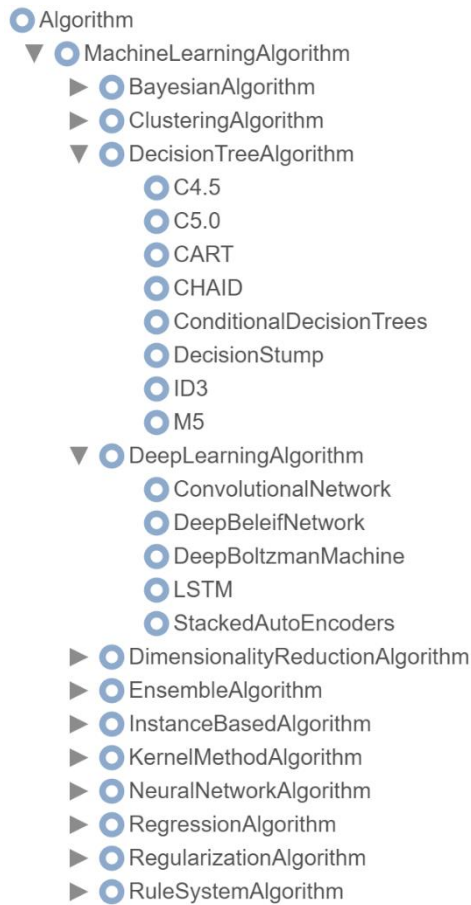 Algorithm
MachineLearningAlgorithm
BayesianAlgorithm
ClusteringAlgorithm
DecisionTreeAlgorithm
C4.5
C5.0
CART
CHAID
ConditionalDecisionTrees
DecisionStump
ID3
M5
DeepLearningAlgorithm
ConvolutionalNetwork
DeepBeleifNetwork
DeepBoltzmanMachine
LSTM
StackedAutoEncoders
DimensionalityReductionAlgorithm
EnsembleAlgorithm
InstanceBasedAlgorithm
KernelMethodAlgorithm
NeuralNetworkAlgorithm
RegressionAlgorithm
RegularizationAlgorithm
RuleSystemAlgorithm